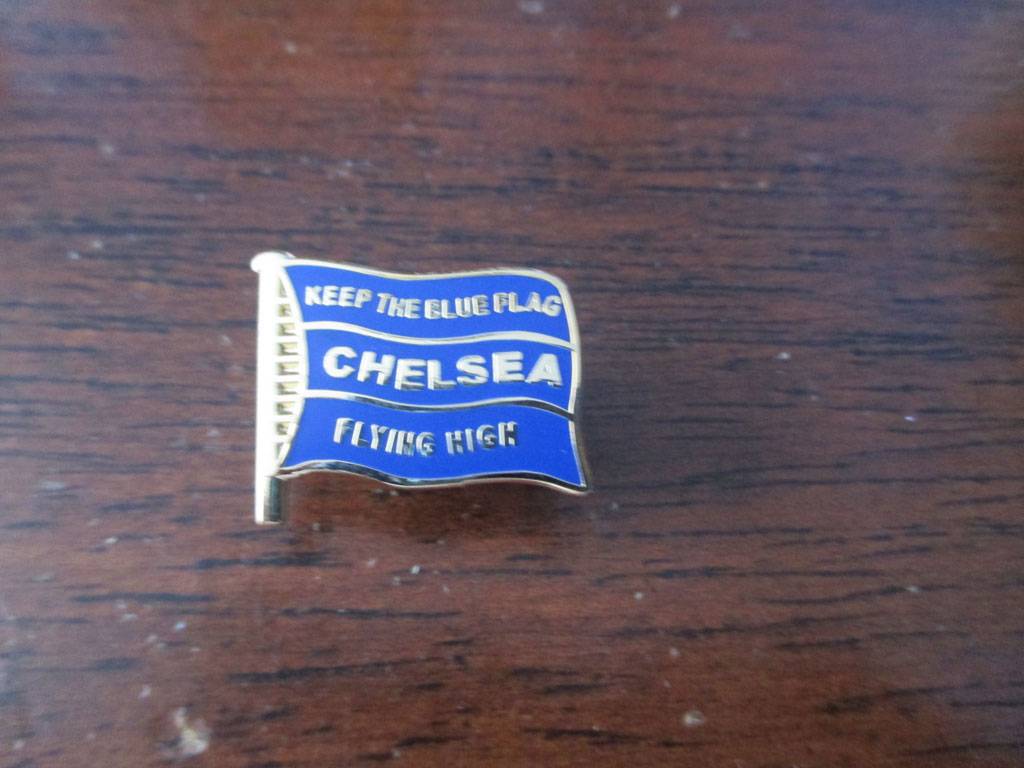 KEEP THE BLUE FLAG
CHELSEA
FLYING HIGH